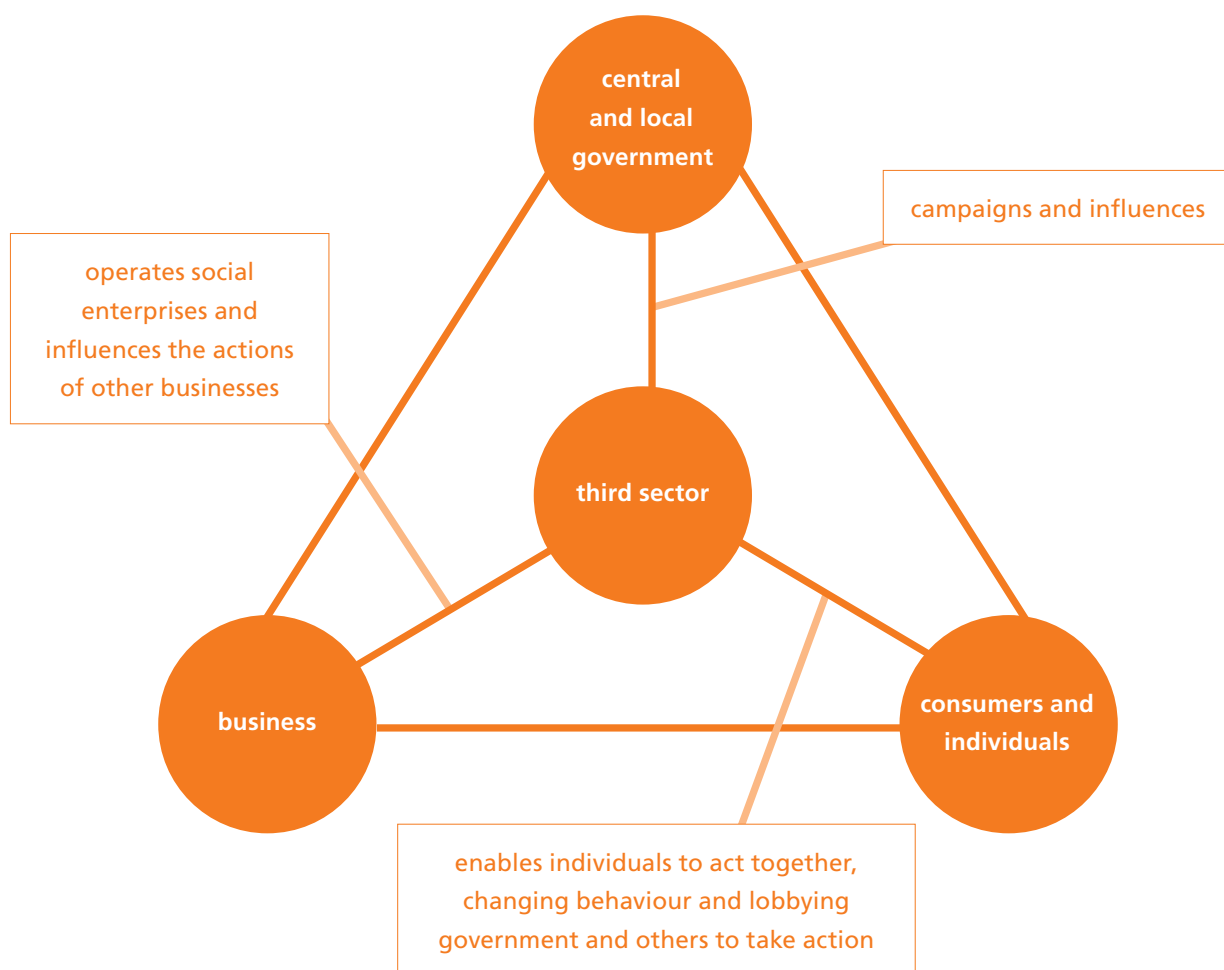 central
and local
government
campaigns and influences
operates social
enterprises and
influences the actions
of other businesses
third sector
business
consumers and
individuals
enables individuals to act together,
changing behaviour and lobbying
government and others to take action